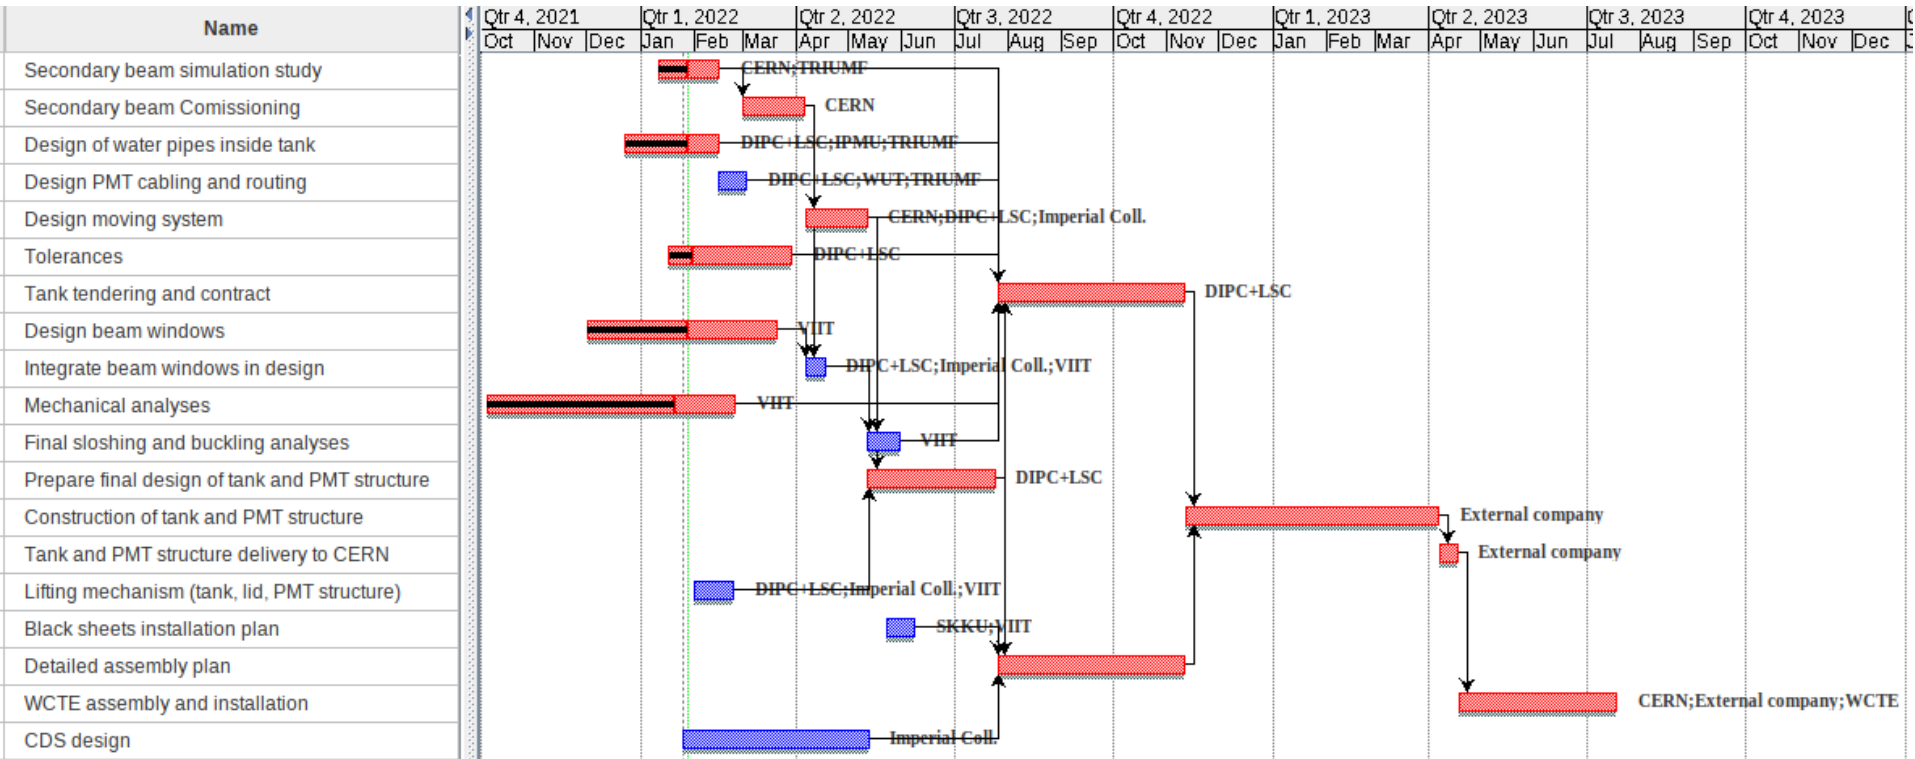 Name
Qtr 4, 2021 Qtr 1, 2022 Qtr 2, 2022 Qtr 3, 2022 Qtr 4, 2022 Qtr 1, 2023 Qtr 2, 2023 Qtr 3, 2023 Qtr 4, 2023
Oct Nov Dec Jan Feb Mar Apr May Jun Jul Aug Sep Oct Nov Dec Jan Feb Mar Apr May Jun Jul Aug Sep Oct Nov Dec
Secondary beam simulation study CERN;TRIUMF
Secondary beam Comissioning CERN
Design of water pipes inside tank DIPC+LSC;IPMU;TRIUMF
Design PMT cabling and routing DIPC+LSC;WUT;TRIUMF
Design moving system CERN;DIPC+LSC;Imperial Coll.
Tolerances DIPC+LSC
Tank tendering and contract DIPC+LSC
Design beam windows VIIT
Integrate beam windows in design DIPC+LSC;Imperial Coll.;VIIT
Mechanical analyses VIIT
Final sloshing and buckling analyses VIIT
Prepare final design of tank and PMT structure DIPC+LSC
Construction of tank and PMT structure External company
Tank and PMT structure delivery to CERN External company
Lifting mechanism (tank, lid, PMT structure) DIPC+LSC;Imperial Coll.;VIIT
Black sheets installation plan SKKU;VIIT
Detailed assembly plan
WCTE assembly and installation CERN;External company;WCTE
CDS design Imperial Coll.